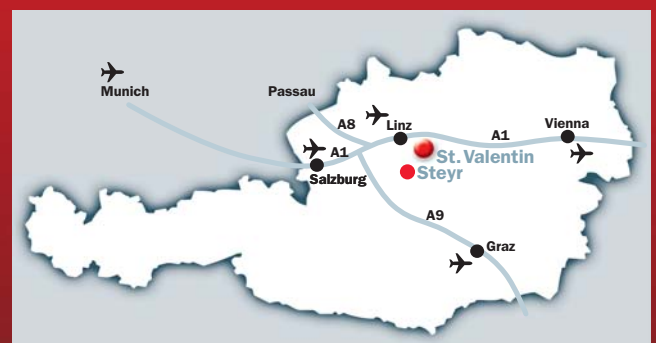 Munich
Passau
A8
Linz
Vienna
A1
A1
St. Valentin
Salzburg
Steyr
A9
Graz